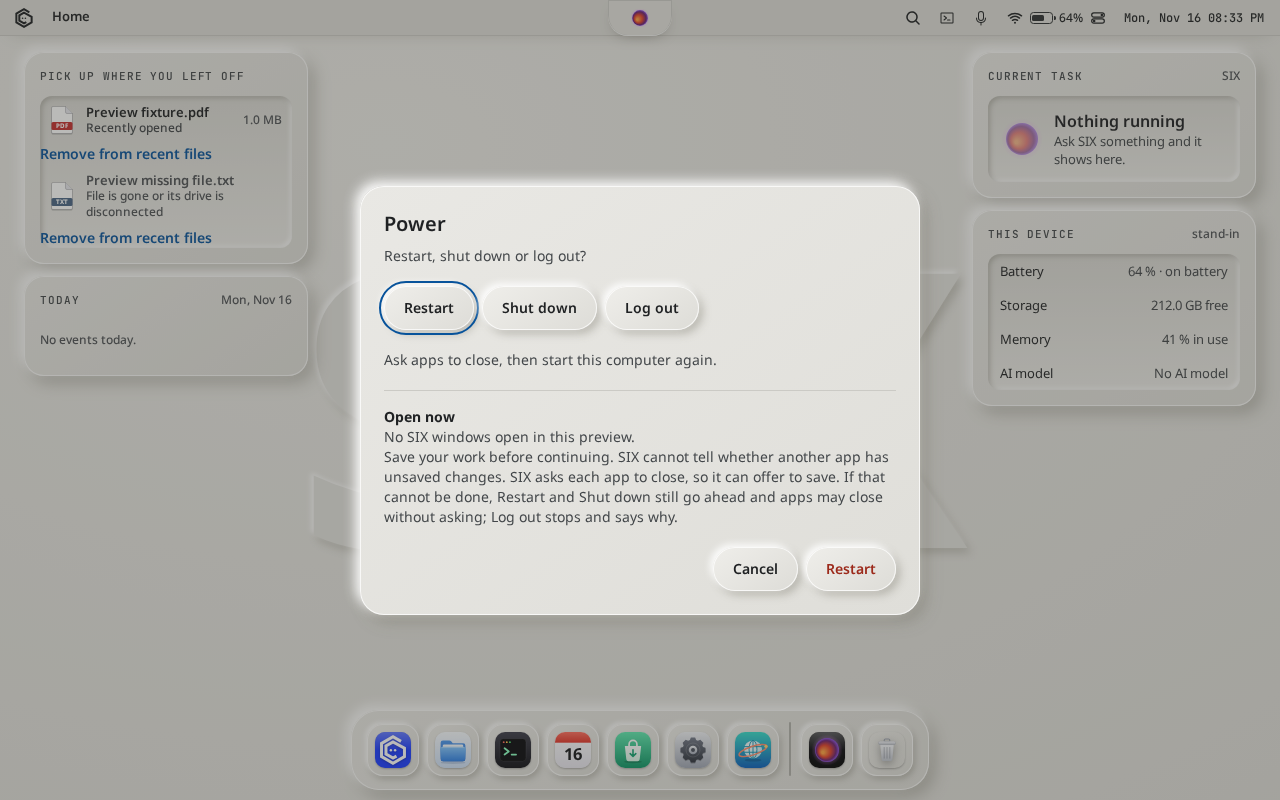 Home
64%
Mon, Nov 16 08:33 PM
PICK UP WHERE YOU LEFT OFF
Preview fixture.pdf
Recently opened
1.0 MB
PDF
Remove from recent files
Preview missing file.txt
File is gone or its drive is
disconnected
TXT
Remove from recent files
TODAY
Mon, Nov 16
No events today.
CURRENT TASK
SIX
Nothing running
Ask SIX something and it
shows here.
THIS DEVICE
stand-in
Battery
64 % · on battery
Storage
212.0 GB free
Memory
41 % in use
AI model
No AI model
Power
Restart, shut down or log out?
Restart
Shut down
Log out
Ask apps to close, then start this computer again.
Open now
No SIX windows open in this preview.
Save your work before continuing. SIX cannot tell whether another app has
unsaved changes. SIX asks each app to close, so it can offer to save. If that
cannot be done, Restart and Shut down still go ahead and apps may close
without asking; Log out stops and says why.
Cancel
Restart
16